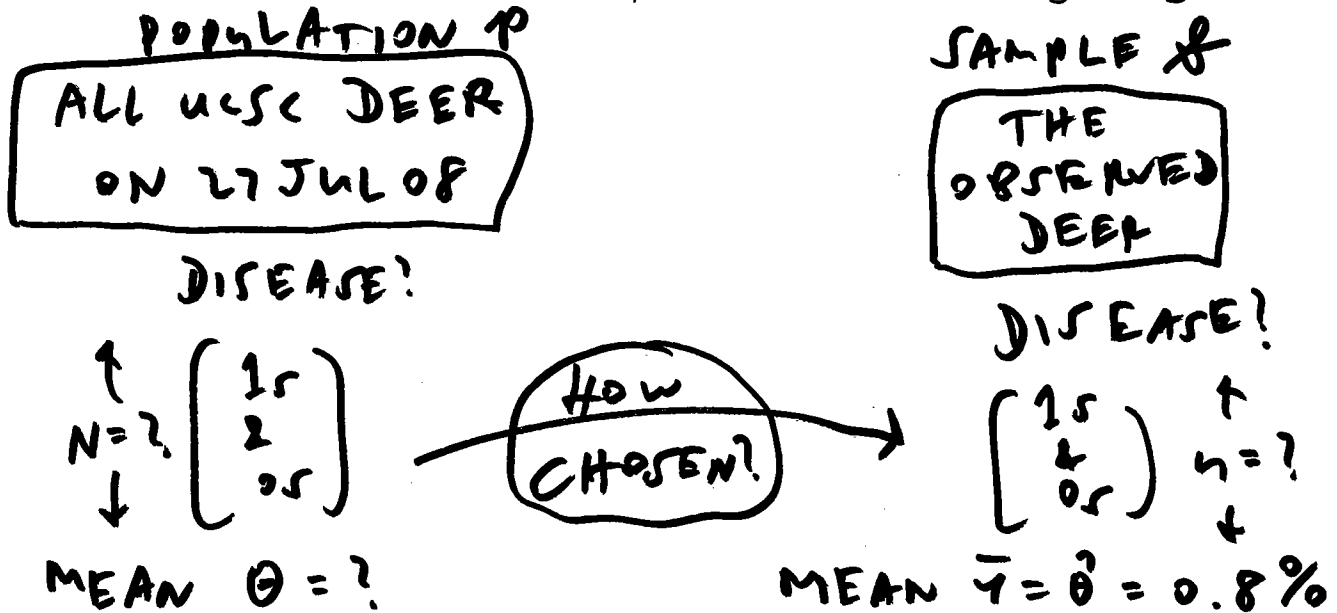 POPULATION P
ALL UCSC DEER
ON 27 JUL 08
DISEASE?
N = ?
1s
&
0s
MEAN θ = ?
HOW
CHOSEN?
SAMPLE S
THE
OBSERVED
DEER
DISEASE?
1s
&
0s
n = ?
MEAN ȳ = θ̂ = 0.8%